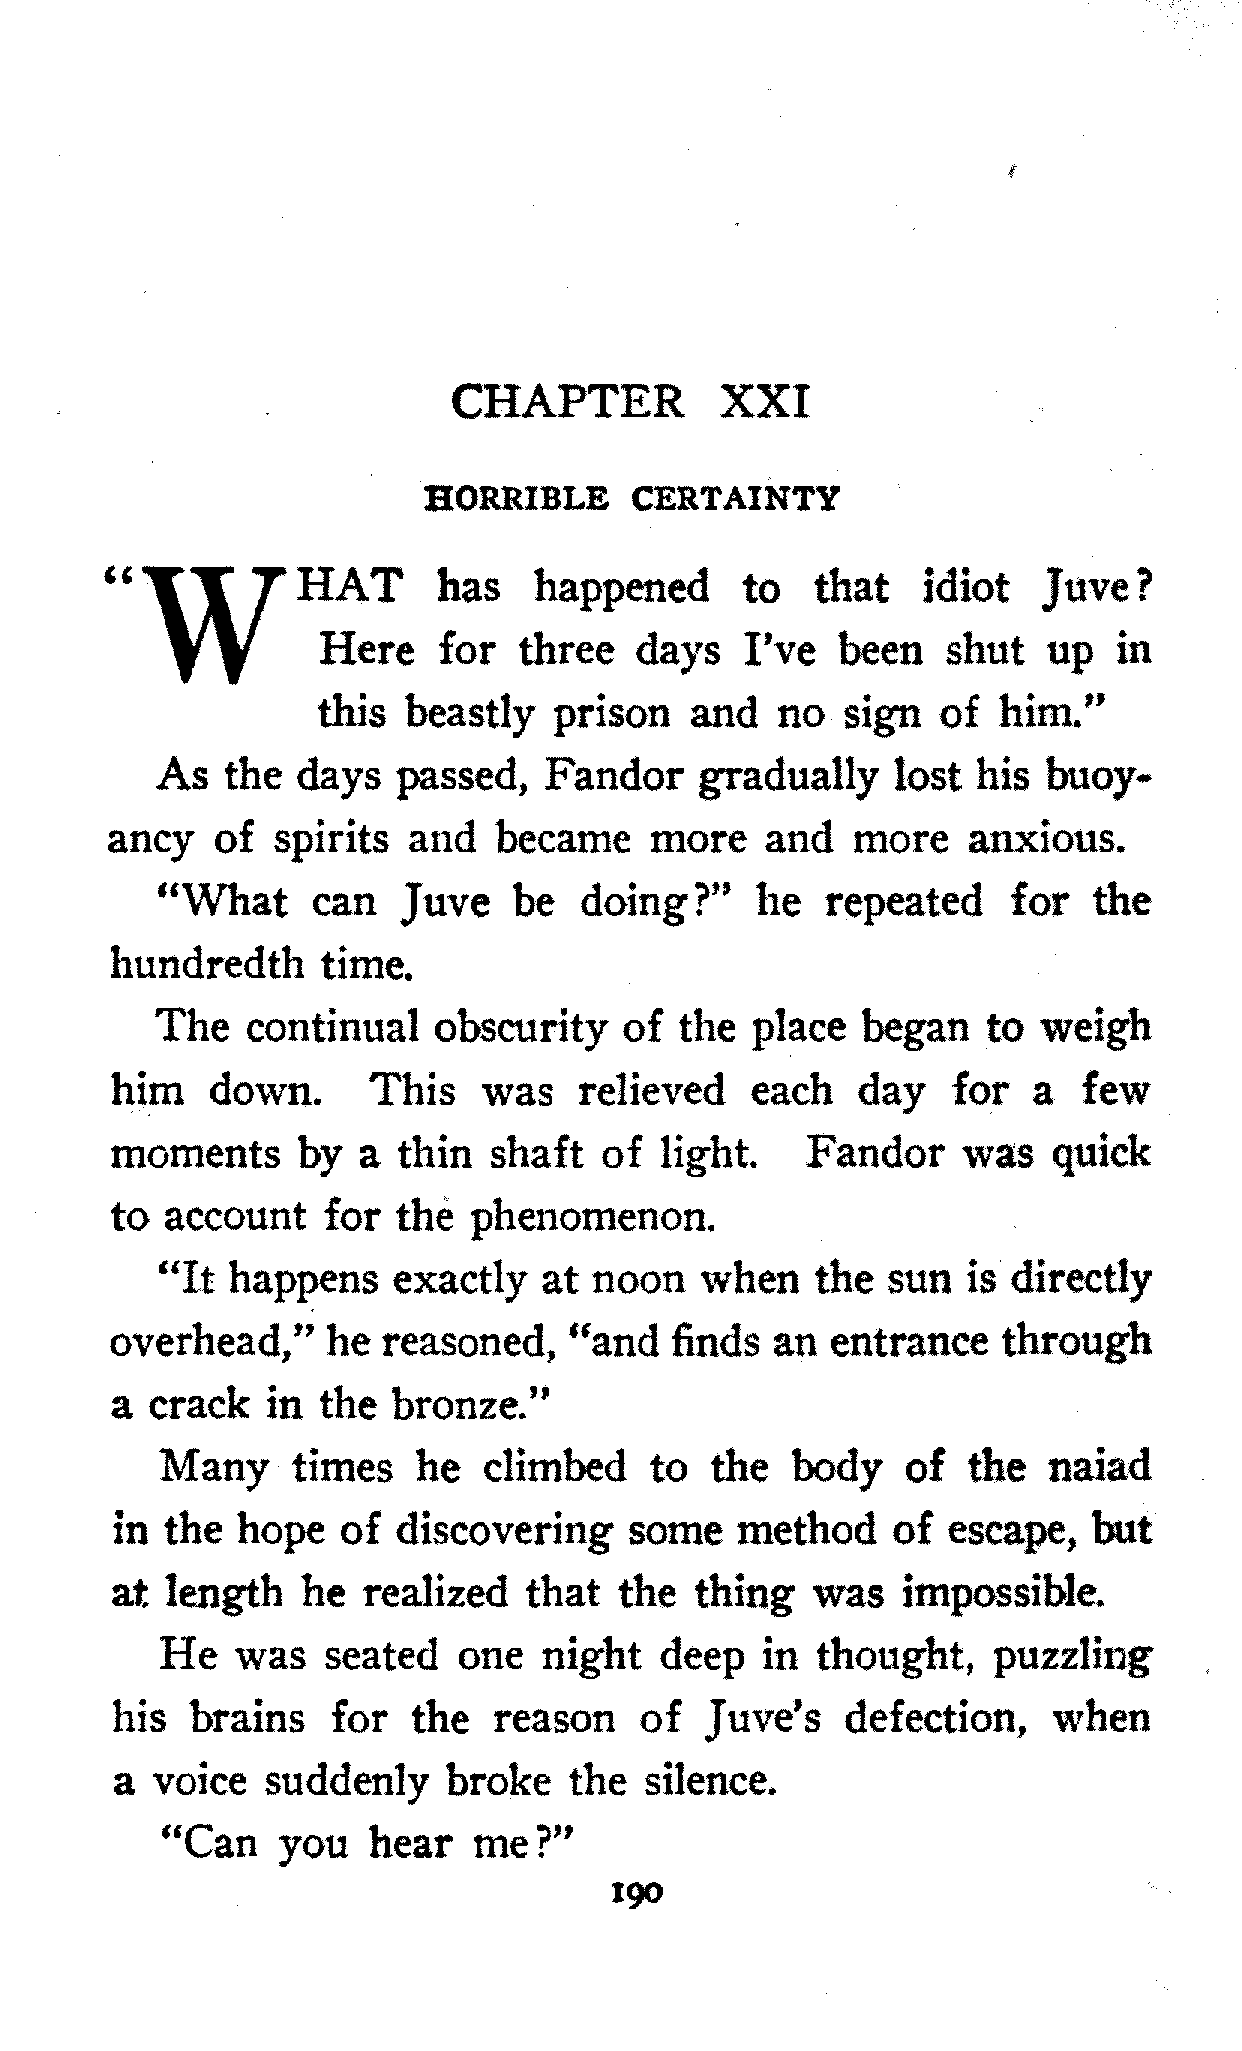 CHAPTER XXI
HORRIBLE CERTAINTY
“WHAT has happened to that idiot Juve?
Here for three days I’ve been shut up in
this beastly prison and no sign of him.”
As the days passed, Fandor gradually lost his buoy-
ancy of spirits and became more and more anxious.
“What can Juve be doing?” he repeated for the
hundredth time.
The continual obscurity of the place began to weigh
him down. This was relieved each day for a few
moments by a thin shaft of light. Fandor was quick
to account for the phenomenon.
“It happens exactly at noon when the sun is directly
overhead,” he reasoned, “and finds an entrance through
a crack in the bronze.”
Many times he climbed to the body of the naiad
in the hope of discovering some method of escape, but
at length he realized that the thing was impossible.
He was seated one night deep in thought, puzzling
his brains for the reason of Juve’s defection, when
a voice suddenly broke the silence.
“Can you hear me?”
190